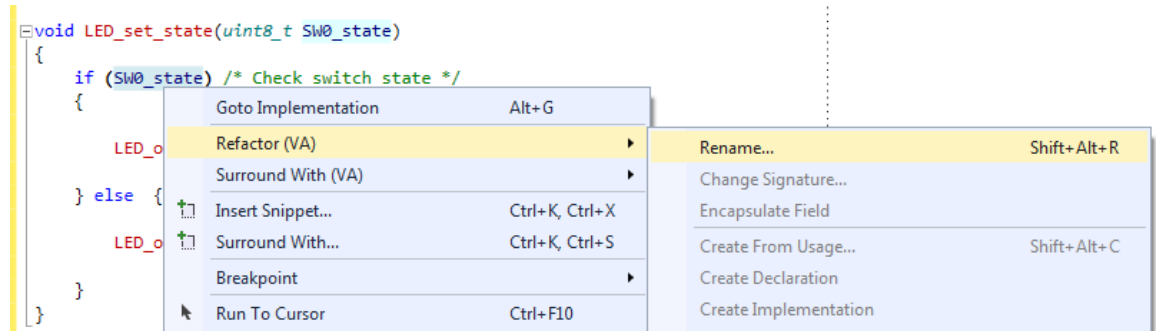 void LED_set_state(uint8_t SW0_state)
{
if (SW0_state) /* Check switch state */
{
Goto Implementation Alt+G
LED_o Refactor (VA) Rename... Shift+Alt+R
Surround With (VA) Change Signature...
} else {
Insert Snippet... Ctrl+K, Ctrl+X Encapsulate Field
LED_o Surround With... Ctrl+K, Ctrl+S Create From Usage... Shift+Alt+C
Breakpoint Create Declaration
}
} Run To Cursor Ctrl+F10 Create Implementation